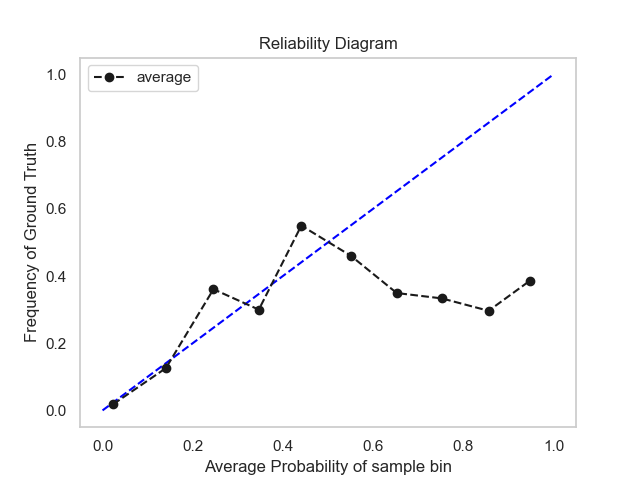 Reliability Diagram
average
Frequency of Ground Truth
1.0
0.8
0.6
0.4
0.2
0.0
0.0 0.2 0.4 0.6 0.8 1.0
Average Probability of sample bin